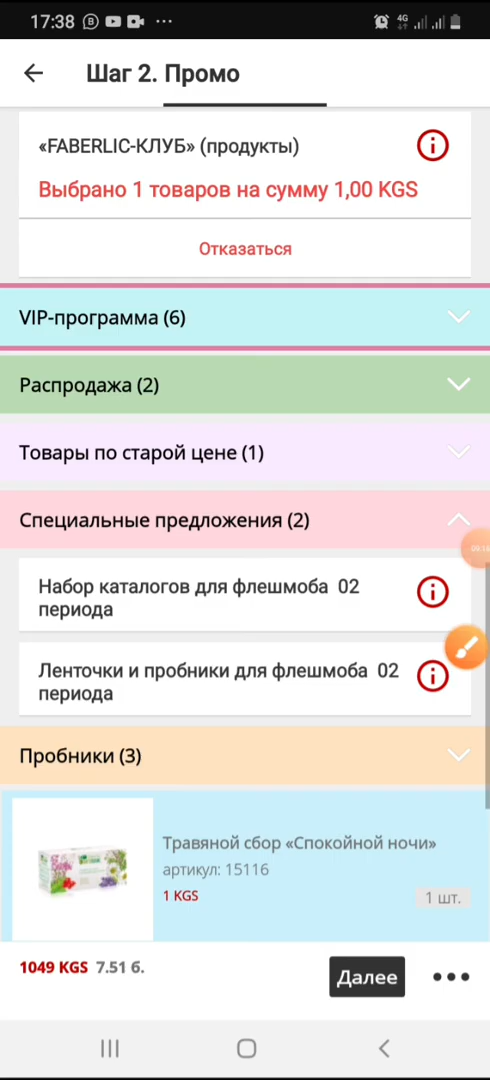 17:38
4G
Шаг 2. Промо
«FABERLIC-КЛУБ» (продукты)
Выбрано 1 товаров на сумму 1,00 KGS
Отказаться
VIP-программа (6)
Распродажа (2)
Товары по старой цене (1)
Специальные предложения (2)
Набор каталогов для флешмоба 02
периода
Ленточки и пробники для флешмоба 02
периода
Пробники (3)
Травяной сбор «Спокойной ночи»
артикул: 15116
1 KGS
1 шт.
1049 KGS 7.51 б.
Далее